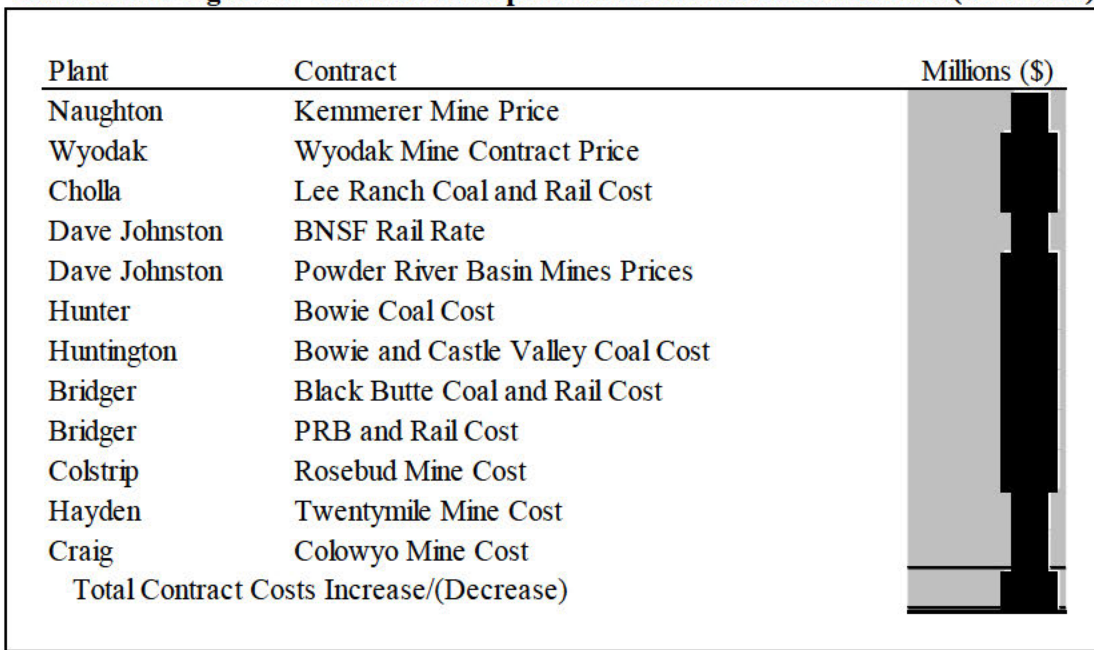 Plant Contract Millions ($)
Naughton Kemmerer Mine Price
Wyodak Wyodak Mine Contract Price
Cholla Lee Ranch Coal and Rail Cost
Dave Johnston BNSF Rail Rate
Dave Johnston Powder River Basin Mines Prices
Hunter Bowie Coal Cost
Huntington Bowie and Castle Valley Coal Cost
Bridger Black Butte Coal and Rail Cost
Bridger PRB and Rail Cost
Colstrip Rosebud Mine Cost
Hayden Twentymile Mine Cost
Craig Colowyo Mine Cost
Total Contract Costs Increase/(Decrease)